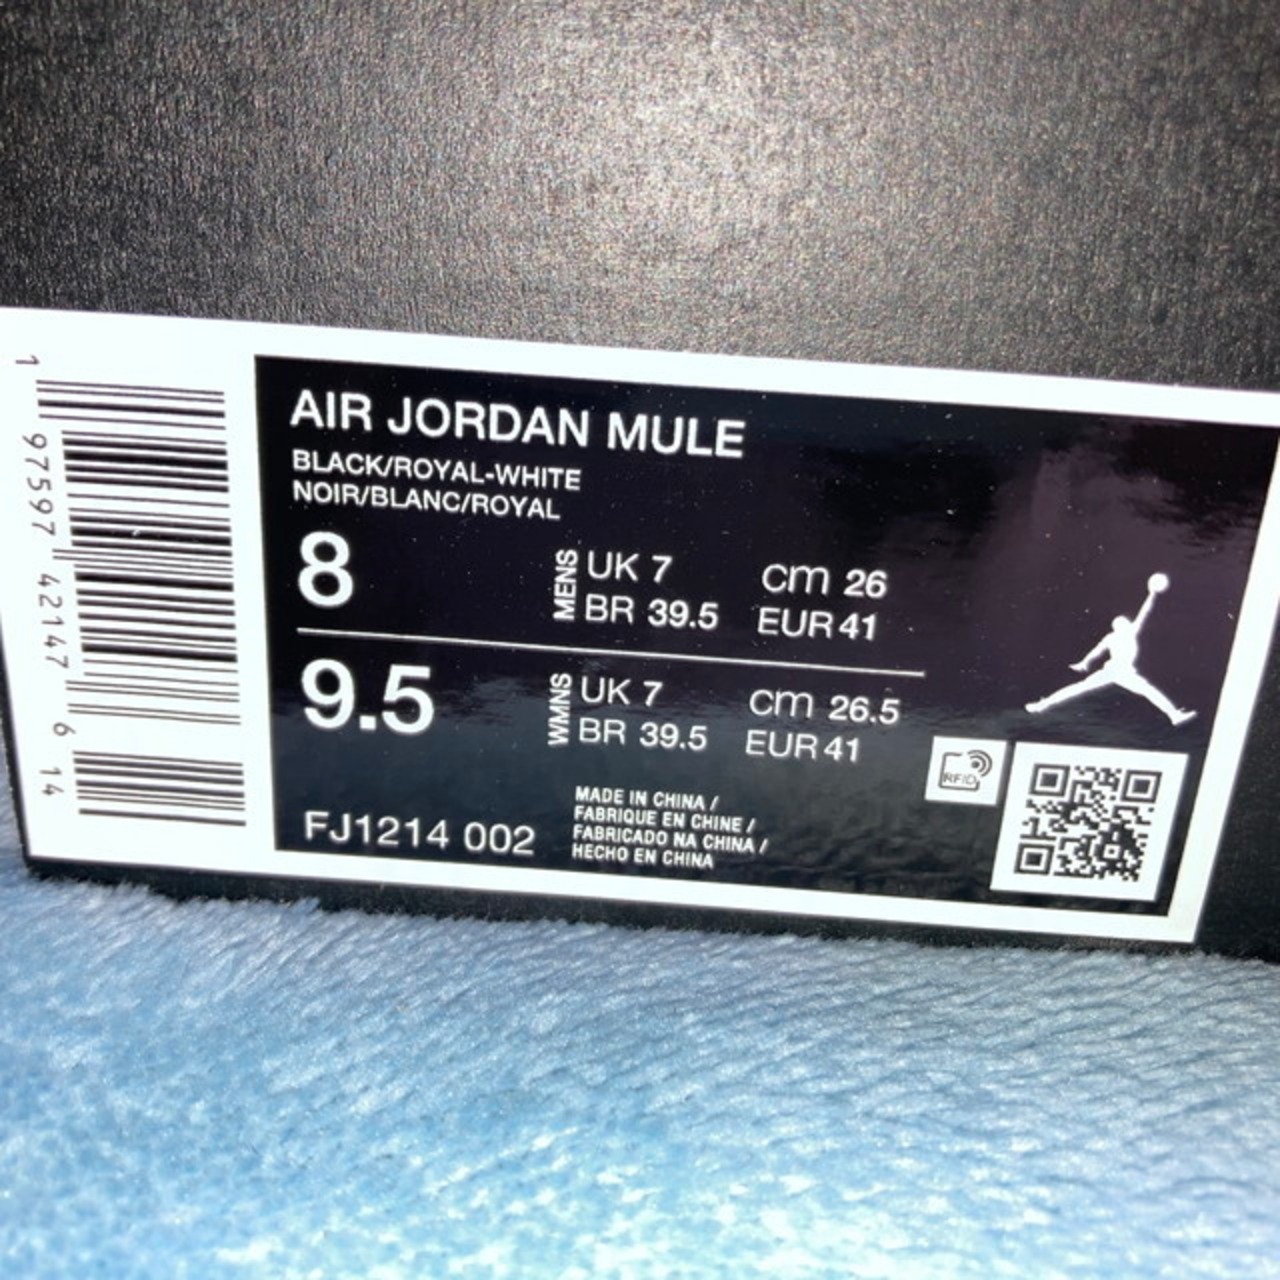 1 97597 42147 6 14
AIR JORDAN MULE
BLACK/ROYAL-WHITE
NOIR/BLANC/ROYAL
8
MENS
UK 7 cm 26
BR 39.5 EUR 41
9.5
WMNS
UK 7 cm 26.5
BR 39.5 EUR 41
FJ1214 002
MADE IN CHINA /
FABRIQUE EN CHINE /
FABRICADO NA CHINA /
HECHO EN CHINA
RFID